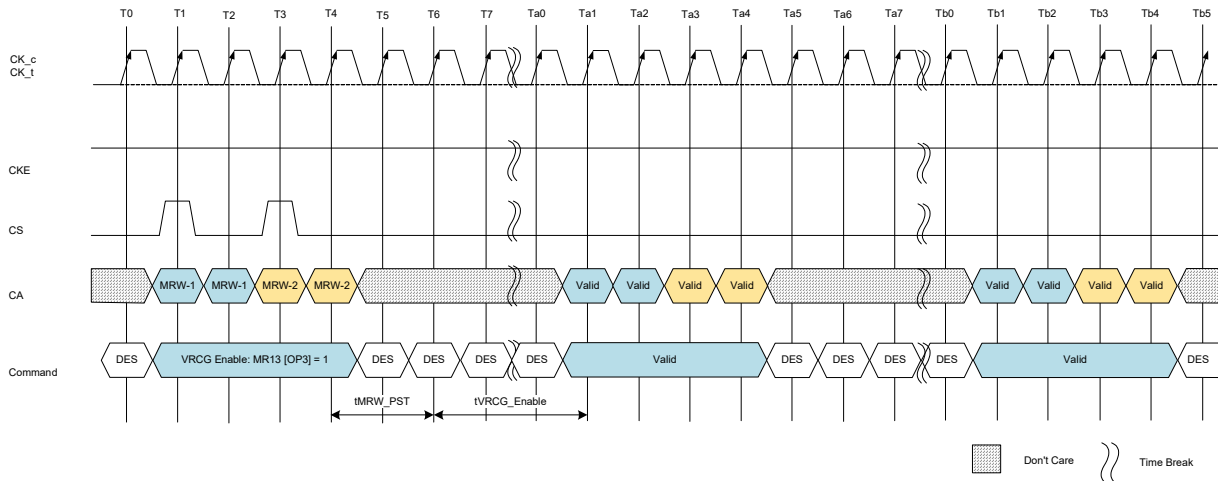 T0 T1 T2 T3 T4 T5 T6 T7 Ta0 Ta1 Ta2 Ta3 Ta4 Ta5 Ta6 Ta7 Tb0 Tb1 Tb2 Tb3 Tb4 Tb5
CK_c
CK_t
CKE
CS
CA MRW-1 MRW-1 MRW-2 MRW-2 Valid Valid Valid Valid Valid Valid Valid Valid
Command DES VRCG Enable: MR13 [OP3] = 1 DES DES DES DES Valid DES DES DES DES Valid DES
tMRW_PST tVRCG_Enable
Don't Care Time Break